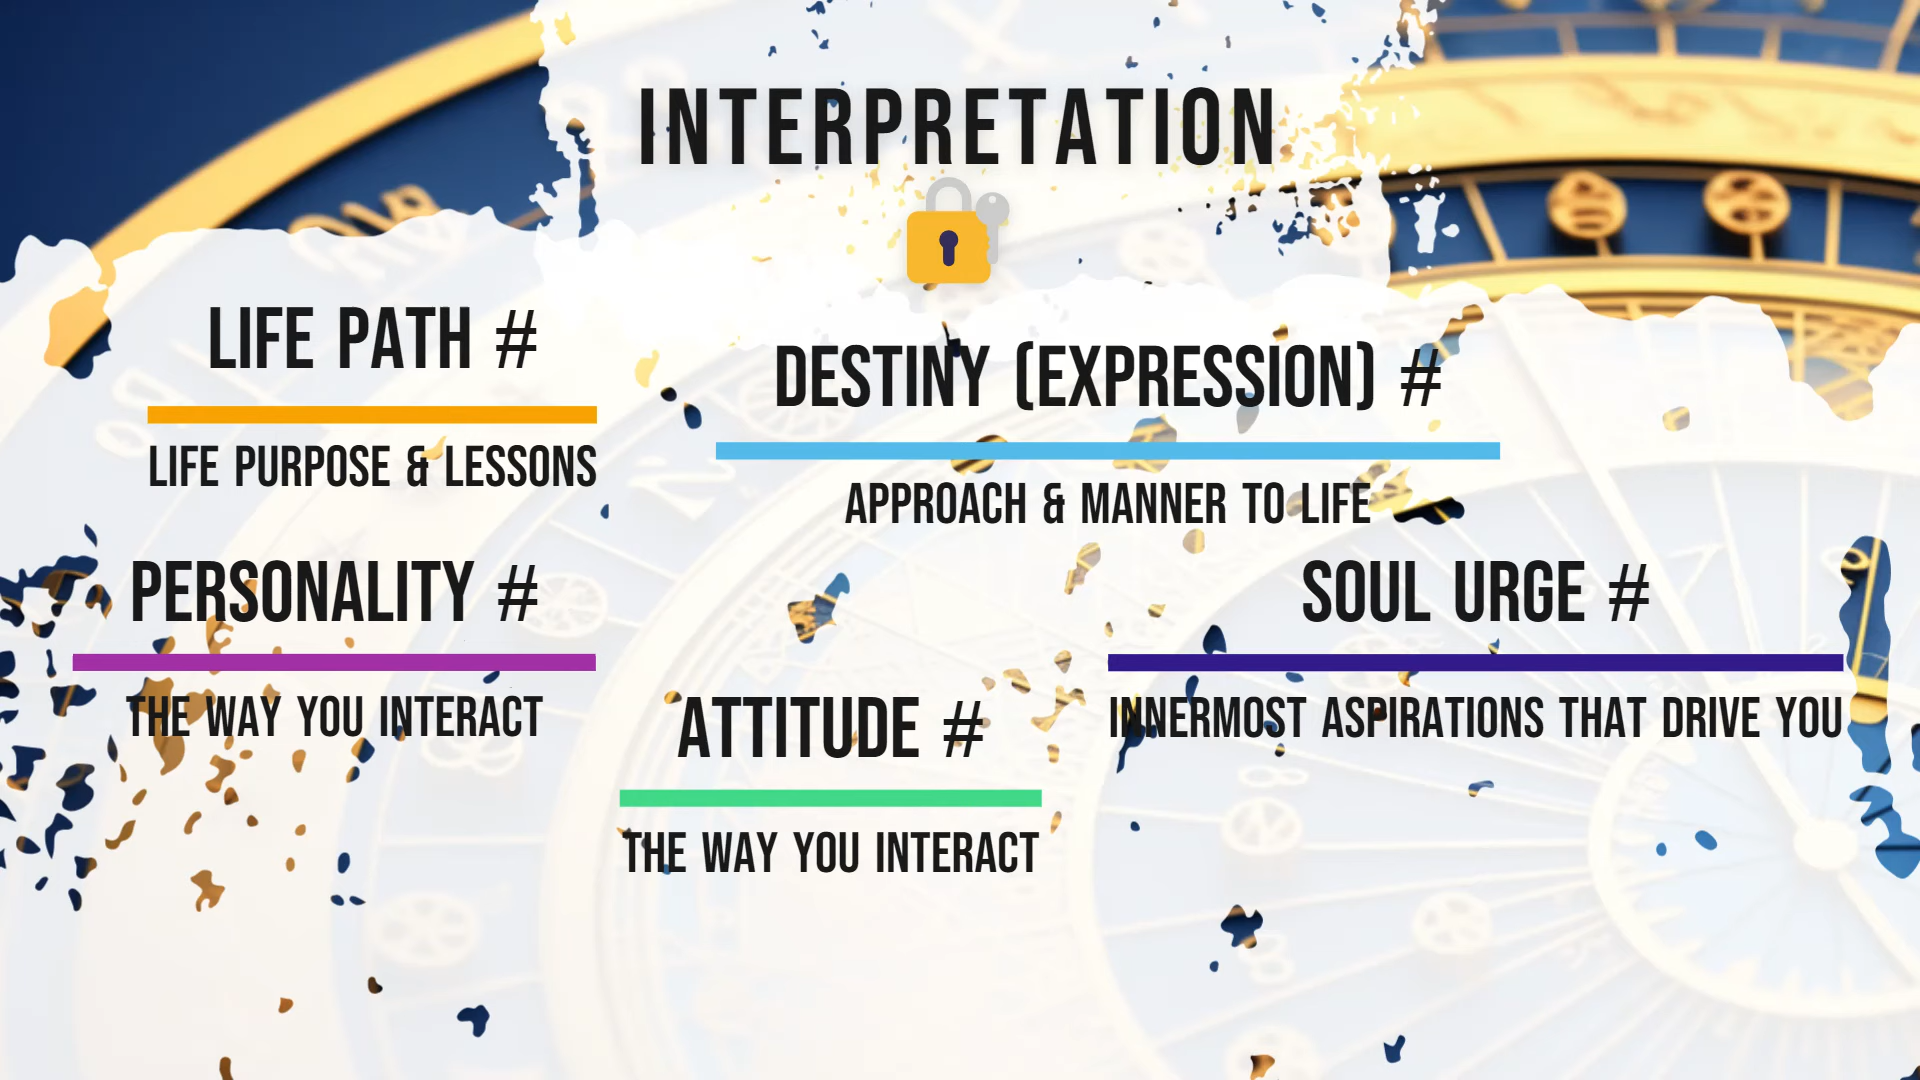 INTERPRETATION
LIFE PATH #
LIFE PURPOSE & LESSONS
DESTINY (EXPRESSION) #
APPROACH & MANNER TO LIFE
PERSONALITY #
THE WAY YOU INTERACT
SOUL URGE #
INNERMOST ASPIRATIONS THAT DRIVE YOU
ATTITUDE #
THE WAY YOU INTERACT